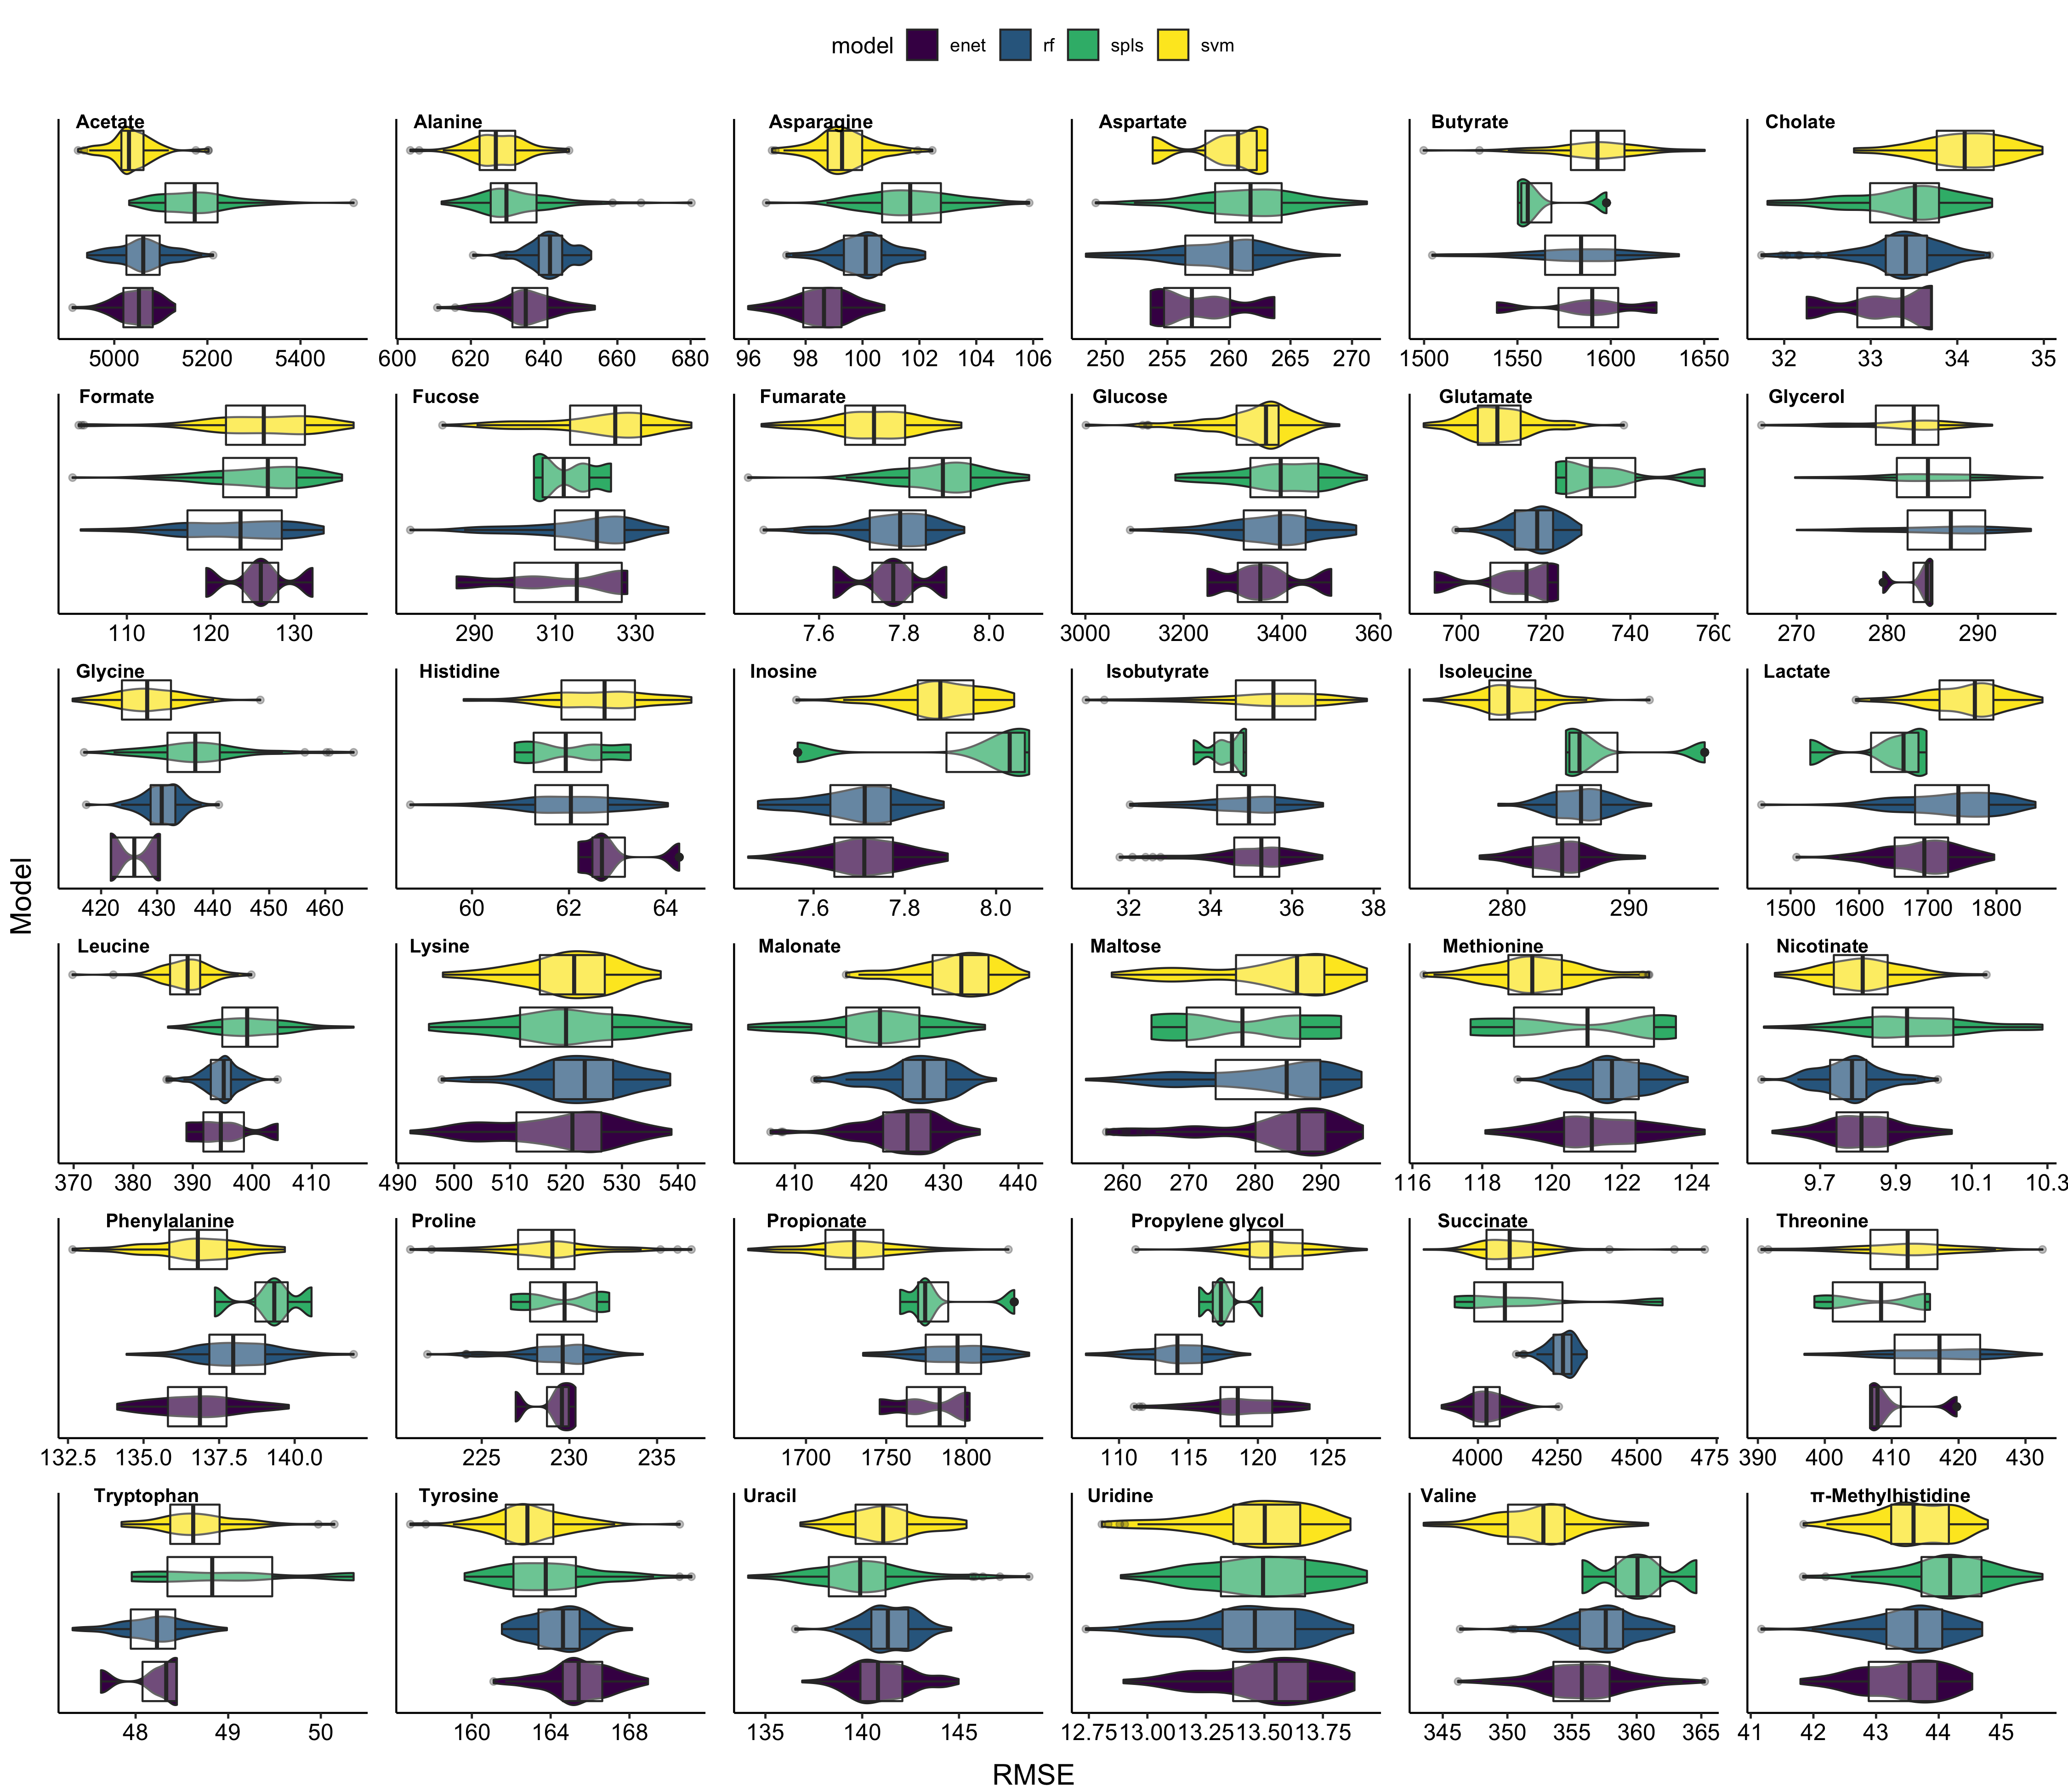 model enet rf spls svm
Acetate Alanine Asparagine Aspartate Butyrate Cholate
5000 5200 5400 600 620 640 660 680 96 98 100 102 104 106 250 255 260 265 270 1500 1550 1600 1650 32 33 34 35
Formate Fucose Fumarate Glucose Glutamate Glycerol
110 120 130 290 310 330 7.6 7.8 8.0 3000 3200 3400 360 700 720 740 760 270 280 290
Glycine Histidine Inosine Isobutyrate Isoleucine Lactate
420 430 440 450 460 60 62 64 7.6 7.8 8.0 32 34 36 38 280 290 1500 1600 1700 1800
Model
Leucine Lysine Malonate Maltose Methionine Nicotinate
370 380 390 400 410 490 500 510 520 530 540 410 420 430 440 260 270 280 290 116 118 120 122 124 9.7 9.9 10.1 10.3
Phenylalanine Proline Propionate Propylene glycol Succinate Threonine
132.5 135.0 137.5 140.0 225 230 235 1700 1750 1800 110 115 120 125 4000 4250 4500 475 390 400 410 420 430
Tryptophan Tyrosine Uracil Uridine Valine π-Methylhistidine
48 49 50 160 164 168 135 140 145 12.75 13.00 13.25 13.50 13.75 345 350 355 360 365 41 42 43 44 45
RMSE